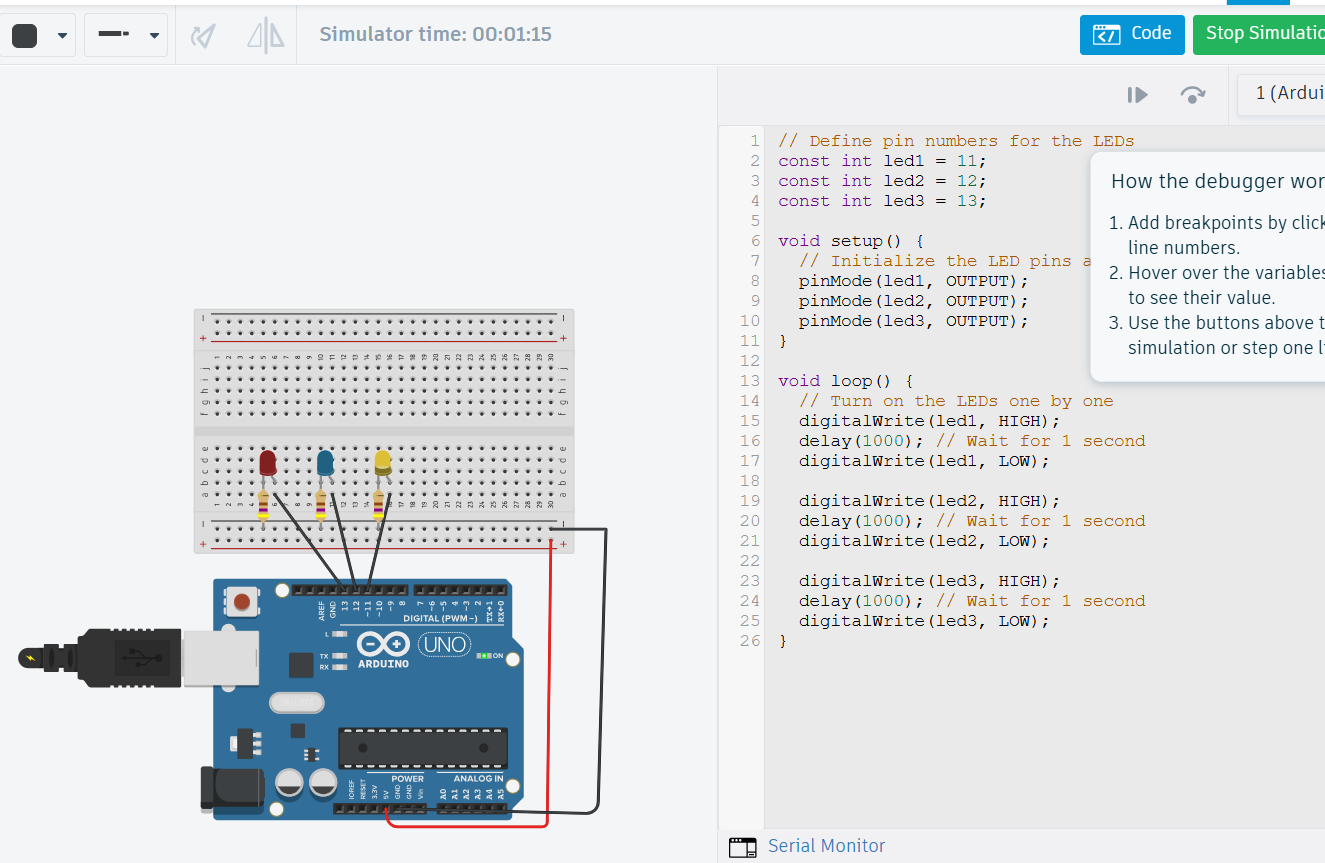 Simulator time: 00:01:15
Code
Stop Simulatio
1 (Ardui
1 // Define pin numbers for the LEDs
2 const int led1 = 11;
3 const int led2 = 12;
4 const int led3 = 13;
5
6 void setup() {
7 // Initialize the LED pins a
8 pinMode(led1, OUTPUT);
9 pinMode(led2, OUTPUT);
10 pinMode(led3, OUTPUT);
11 }
12
13 void loop() {
14 // Turn on the LEDs one by one
15 digitalWrite(led1, HIGH);
16 delay(1000); // Wait for 1 second
17 digitalWrite(led1, LOW);
18
19 digitalWrite(led2, HIGH);
20 delay(1000); // Wait for 1 second
21 digitalWrite(led2, LOW);
22
23 digitalWrite(led3, HIGH);
24 delay(1000); // Wait for 1 second
25 digitalWrite(led3, LOW);
26 }
How the debugger wor
1. Add breakpoints by click
line numbers.
2. Hover over the variables
to see their value.
3. Use the buttons above t
simulation or step one l
AREF GND 13 12 ~11 ~10 ~9 8 7 ~6 ~5 4 ~3 2 TX→1 RX←0
DIGITAL (PWM~)
L
TX
RX
UNO
ARDUINO
ON
POWER
ANALOG IN
IOREF RESET 3.3V 5V GND GND Vin A0 A1 A2 A3 A4 A5
Serial Monitor